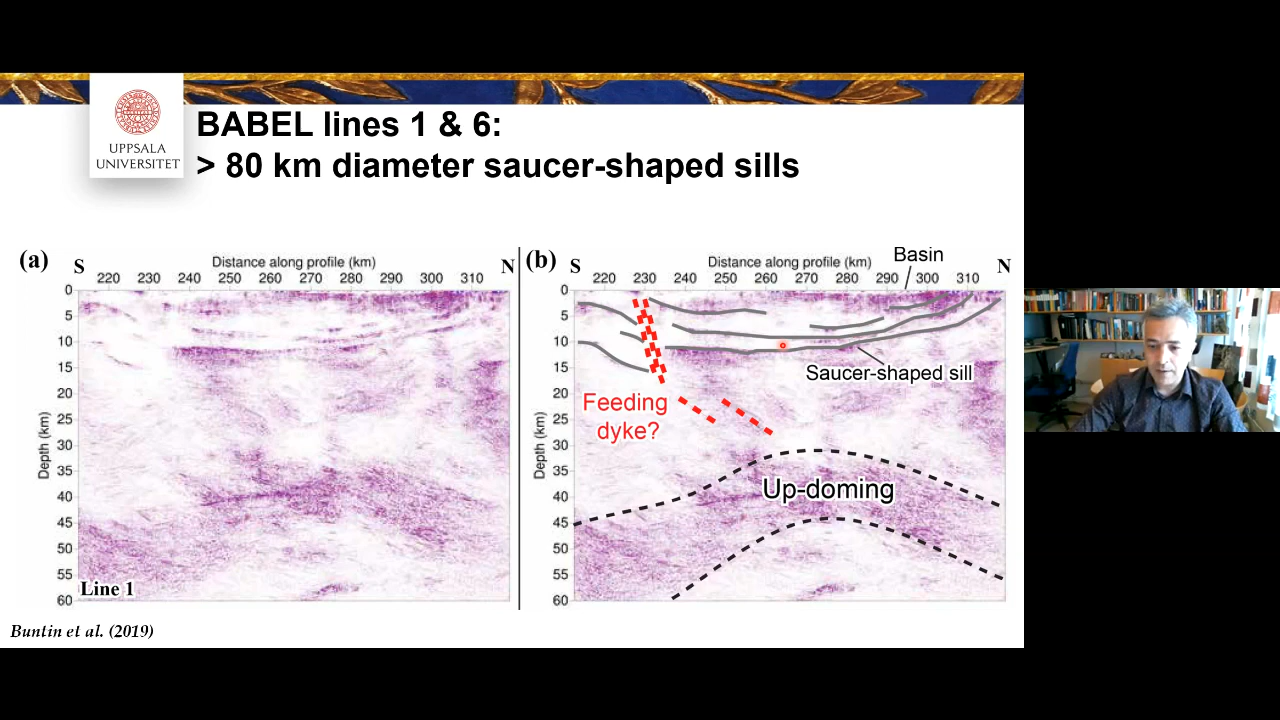 UPPSALA
UNIVERSITET
BABEL lines 1 & 6:
> 80 km diameter saucer-shaped sills
(a)
S
Distance along profile (km)
N
220 230 240 250 260 270 280 290 300 310
0
5
10
15
20
25
30
35
40
45
50
55
60
Depth (km)
Line 1
(b)
S
Distance along profile (km)
Basin
N
220 230 240 250 260 270 280 290 300 310
0
5
10
15
20
25
30
35
40
45
50
55
60
Depth (km)
Saucer-shaped sill
Feeding
dyke?
Up-doming
Buntin et al. (2019)